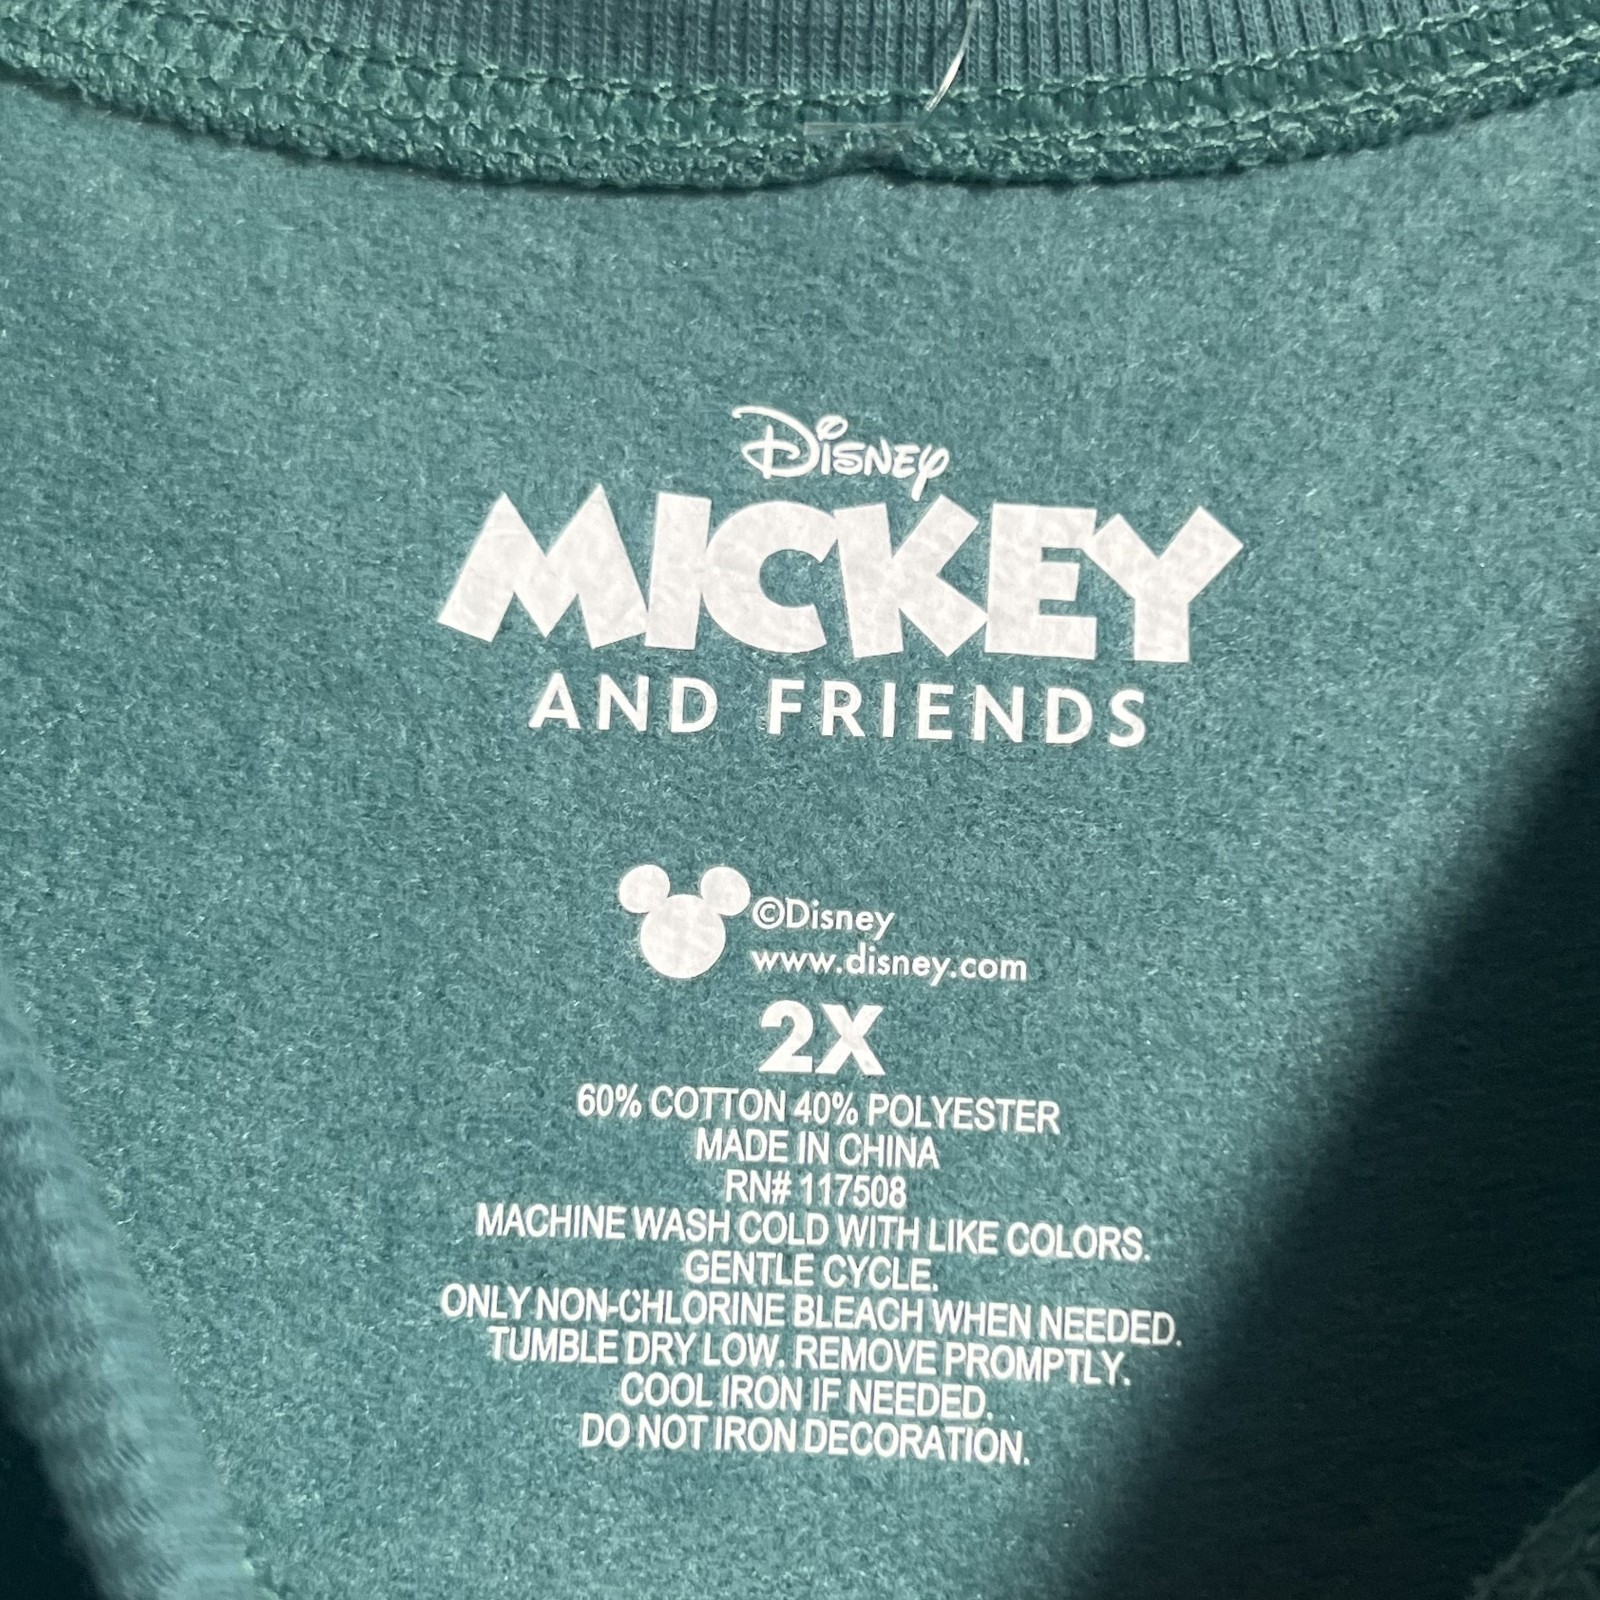 Disney
MICKEY
AND FRIENDS
©Disney
www.disney.com
2X
60% COTTON 40% POLYESTER
MADE IN CHINA
RN# 117508
MACHINE WASH COLD WITH LIKE COLORS.
GENTLE CYCLE.
ONLY NON-CHLORINE BLEACH WHEN NEEDED.
TUMBLE DRY LOW. REMOVE PROMPTLY.
COOL IRON IF NEEDED.
DO NOT IRON DECORATION.